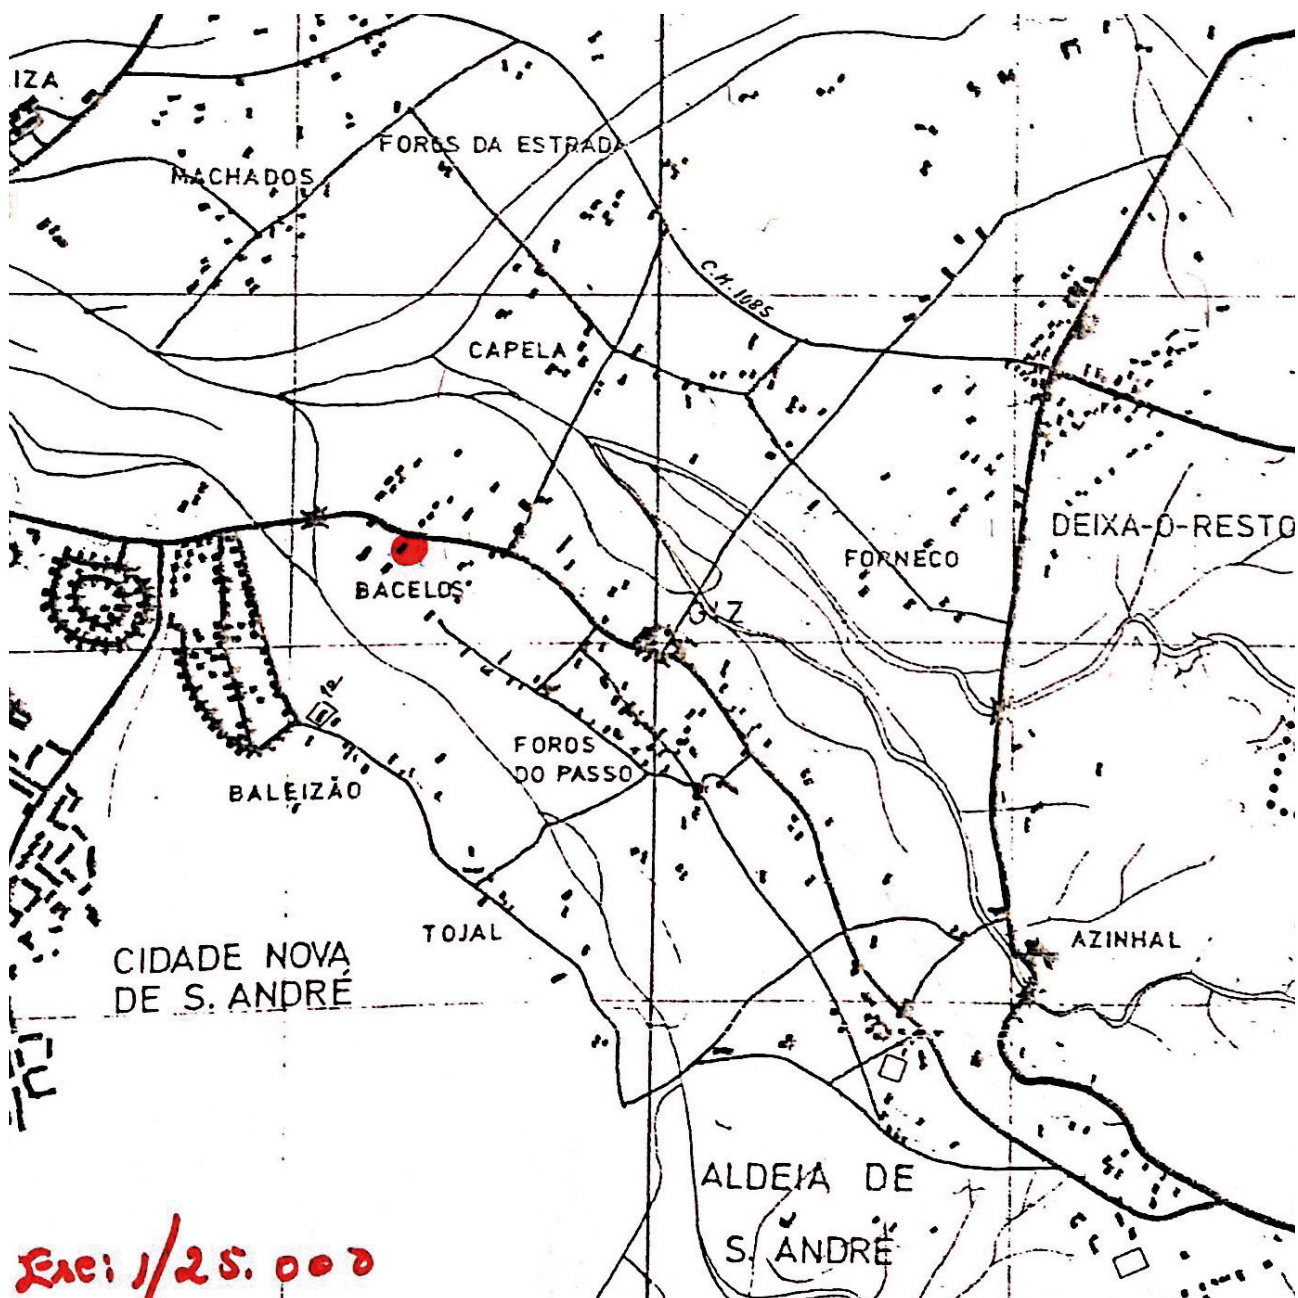 IZA
FOROS DA ESTRADA
MACHADOS
C.M. 1085
CAPELA
DEIXA-O-RESTO
FORNECO
BACELOS
GIZ
FOROS
DO PASSO
BALEIZÃO
TOJAL
AZINHAL
CIDADE NOVA
DE S. ANDRÉ
ALDEIA DE
S. ANDRÉ
Esc: 1/25.000